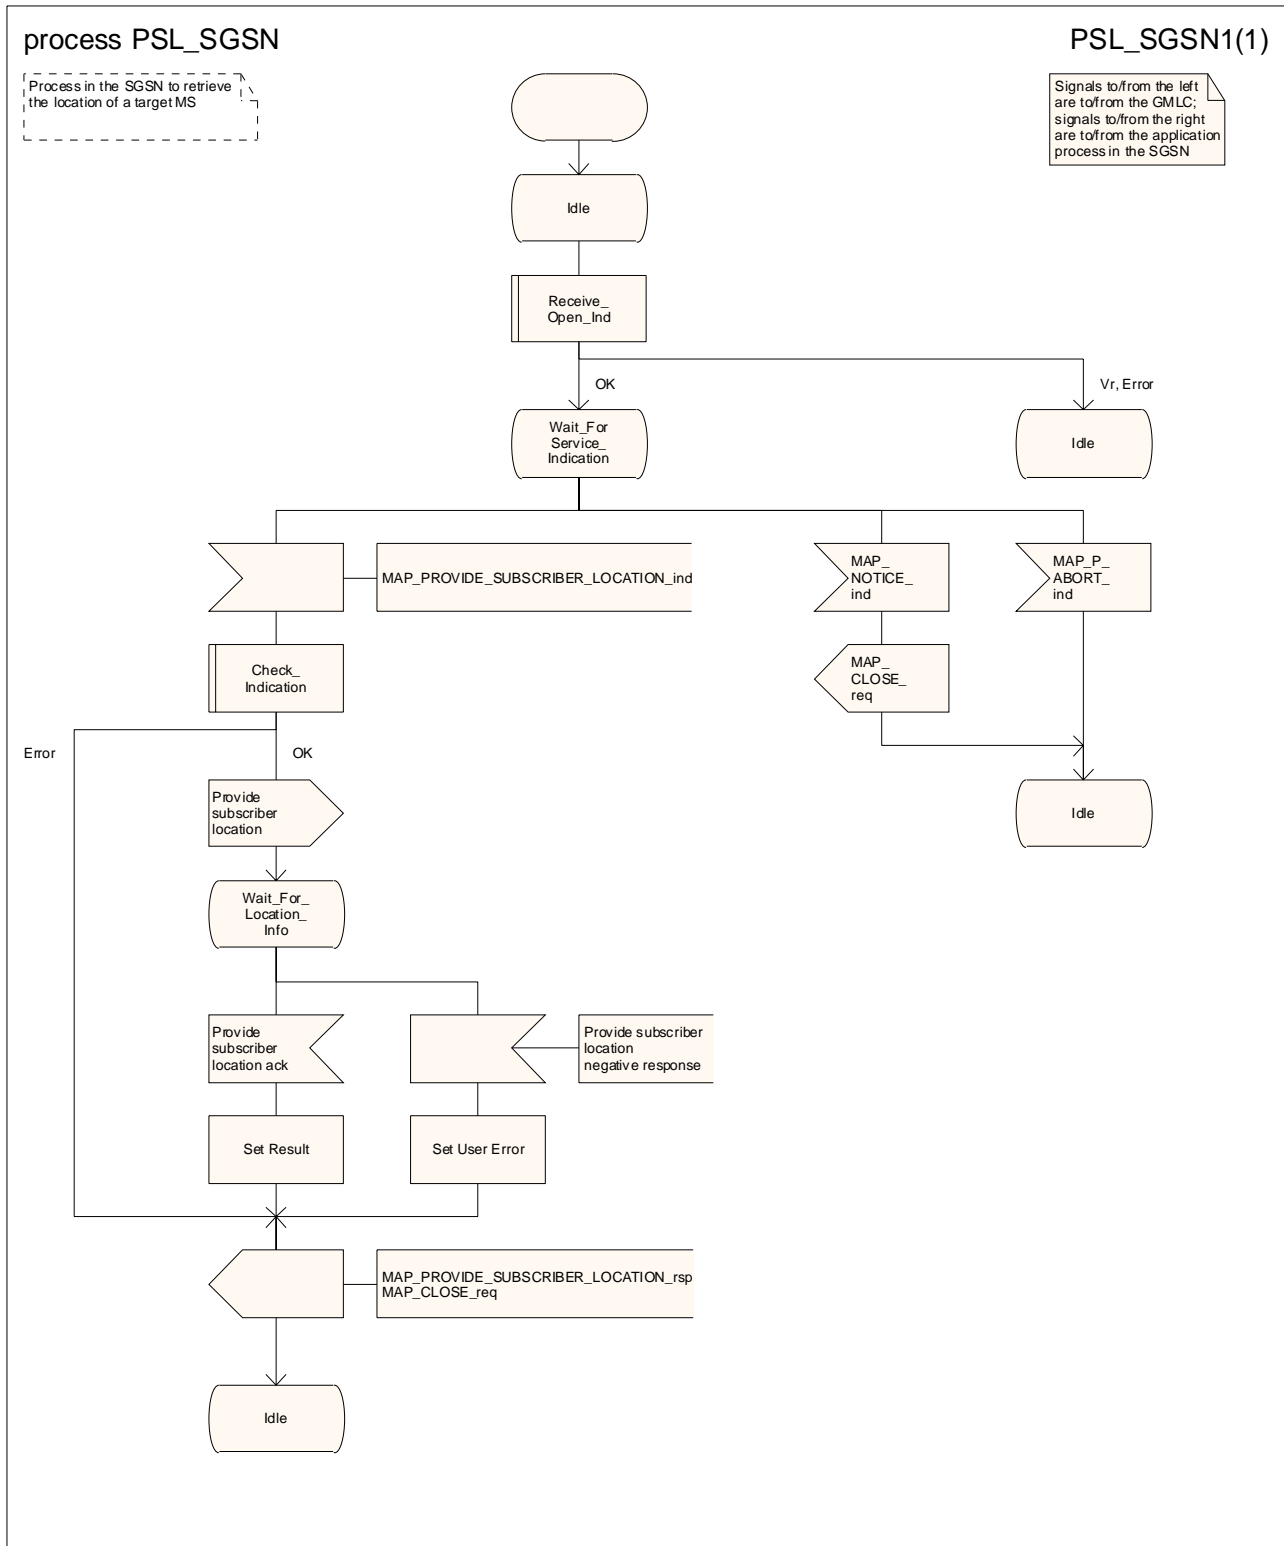 process PSL_SGSN
PSL_SGSN1(1)
Process in the SGSN to retrieve
the location of a target MS
Signals to/from the left
are to/from the GMLC;
signals to/from the right
are to/from the application
process in the SGSN
Idle
Receive_
Open_Ind
OK
Vr, Error
Wait_For
Service_
Indication
Idle
MAP_PROVIDE_SUBSCRIBER_LOCATION_ind
MAP_
NOTICE_
ind
MAP_P_
ABORT_
ind
Check_
Indication
MAP_
CLOSE_
req
Error
OK
Provide
subscriber
location
Idle
Wait_For_
Location_
Info
Provide
subscriber
location ack
Provide subscriber
location
negative response
Set Result
Set User Error
MAP_PROVIDE_SUBSCRIBER_LOCATION_rsp
MAP_CLOSE_req
Idle